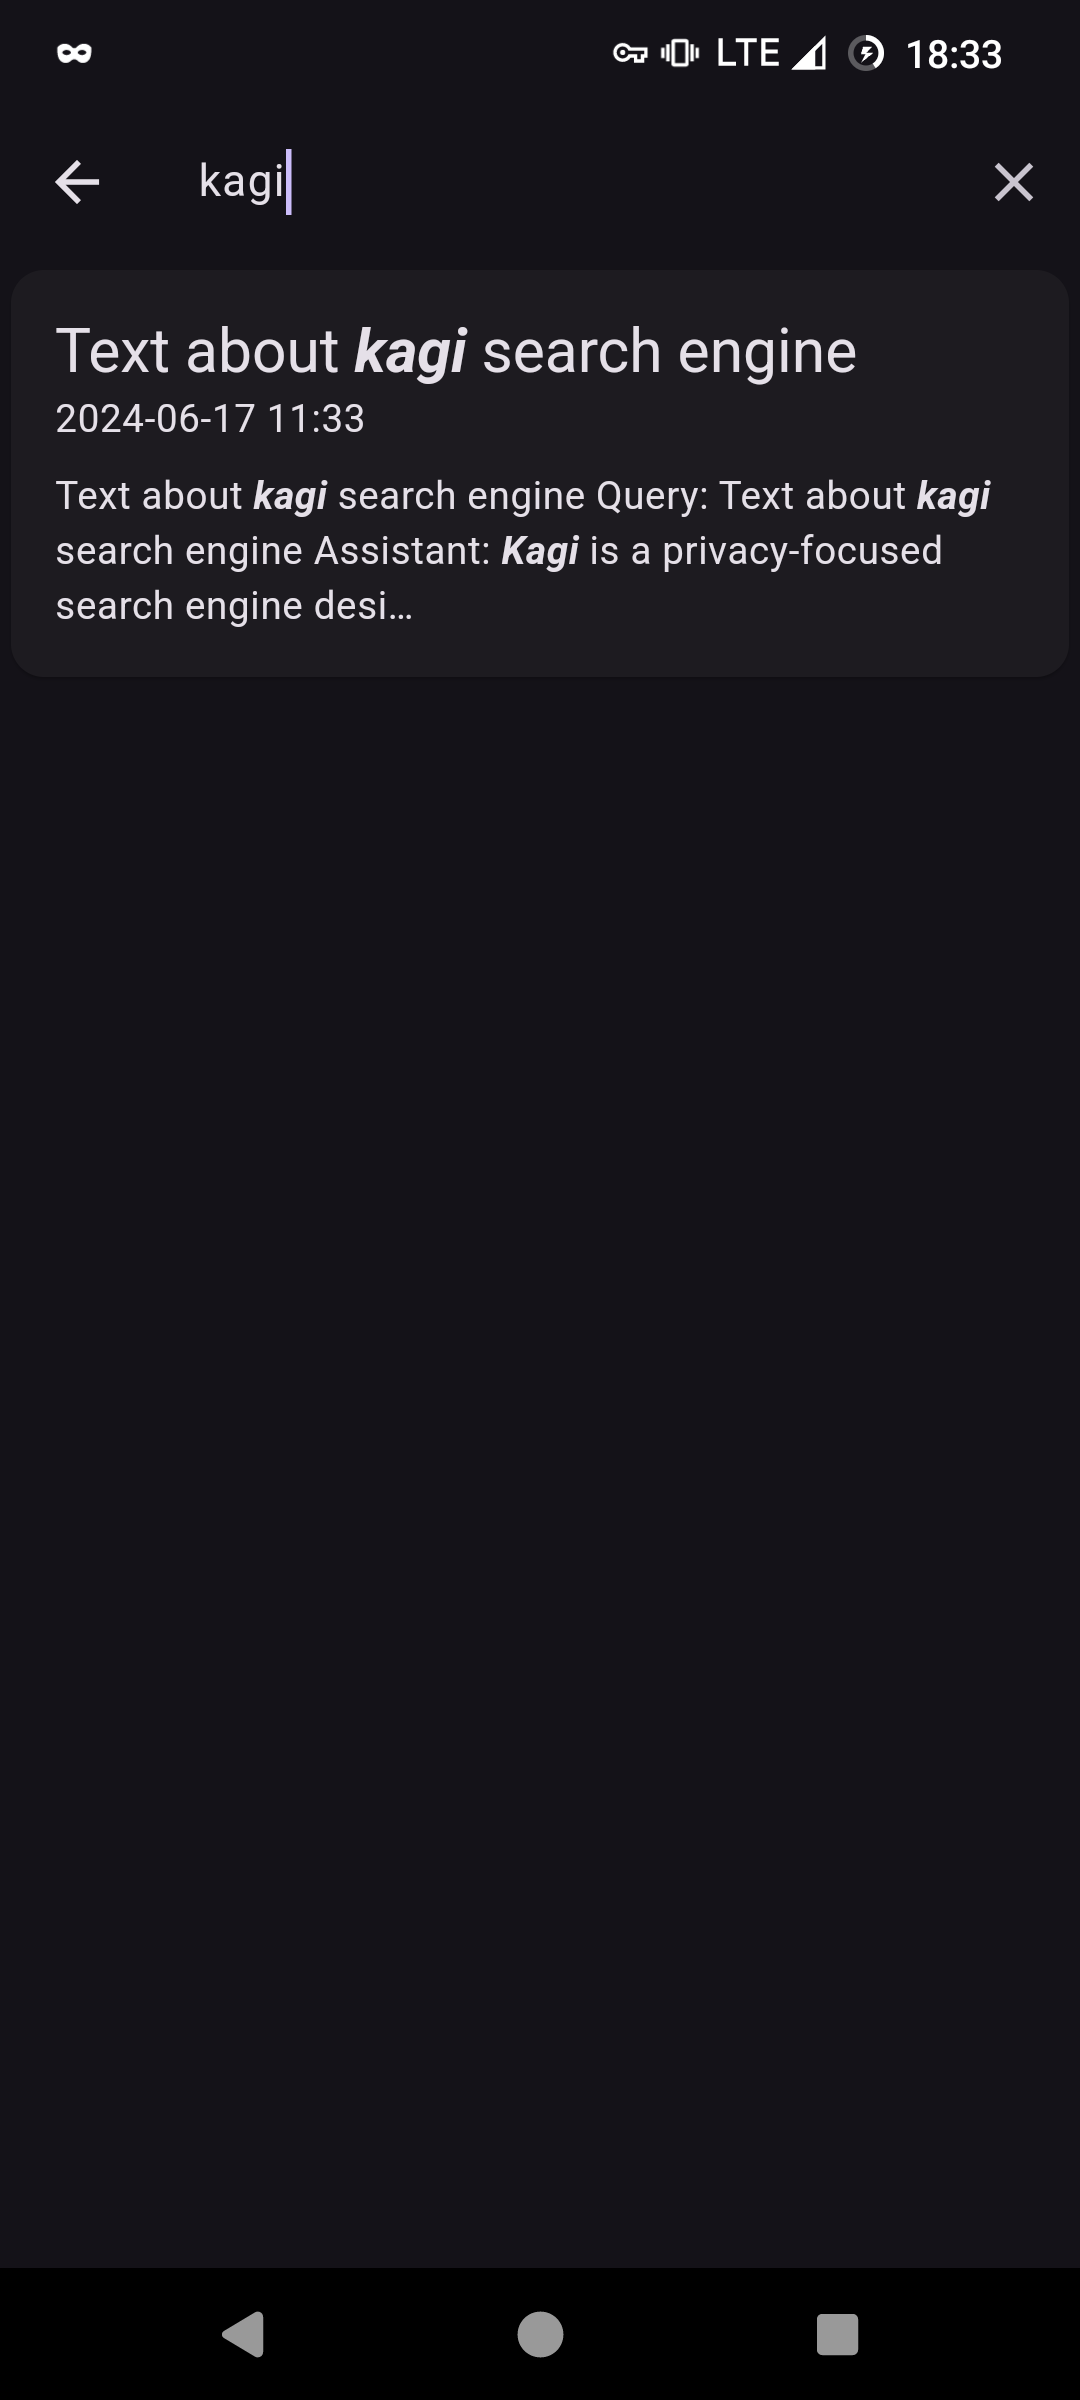 LTE 18:33
kagi
Text about kagi search engine
2024-06-17 11:33
Text about kagi search engine Query: Text about kagi
search engine Assistant: Kagi is a privacy-focused
search engine desi…